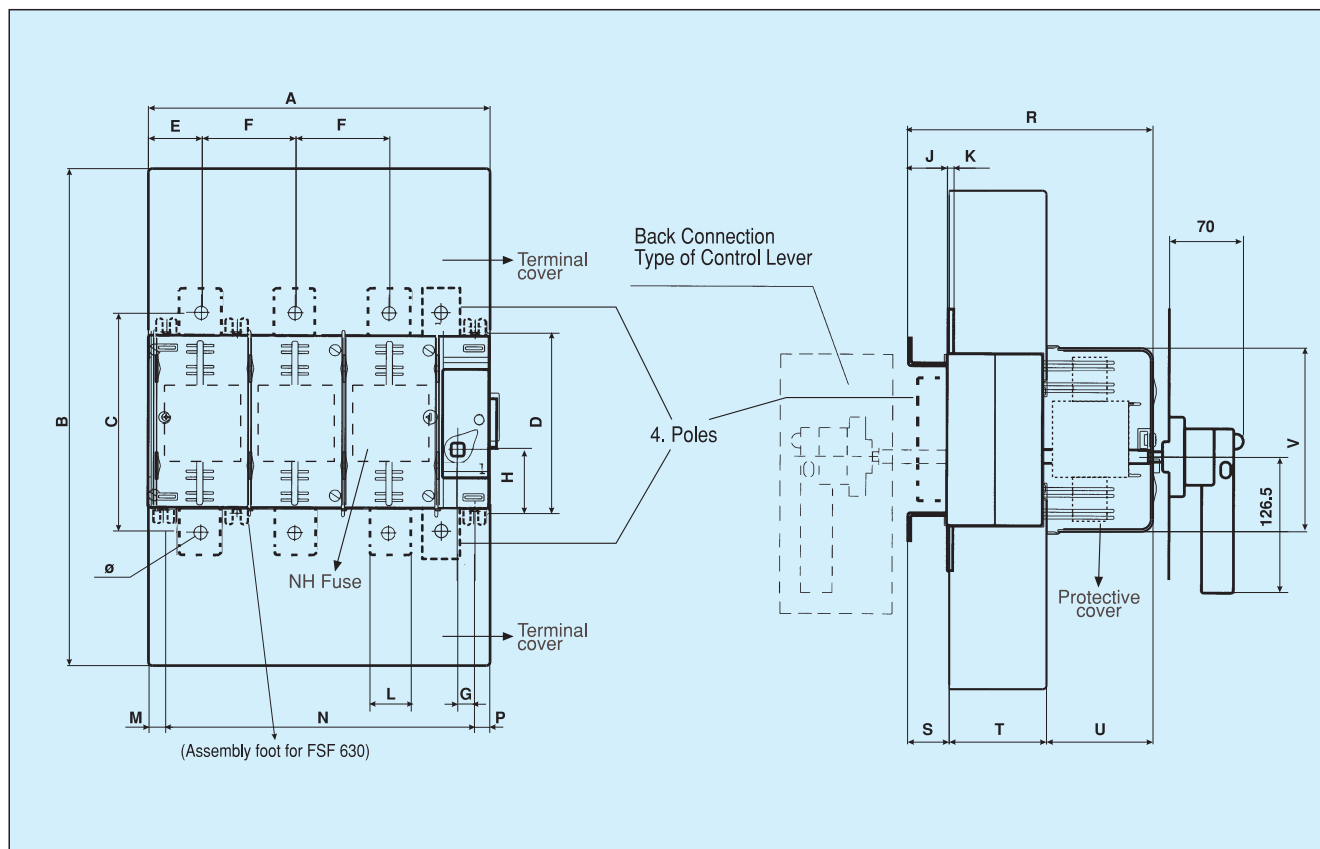 A
E
F
F
R
J
K
70
Back Connection
Type of Control Lever
Terminal
cover
B
C
D
H
4. Poles
V
126.5
ø
NH Fuse
Protective
cover
Terminal
cover
L
G
M
N
P
S
T
U
(Assembly foot for FSF 630)